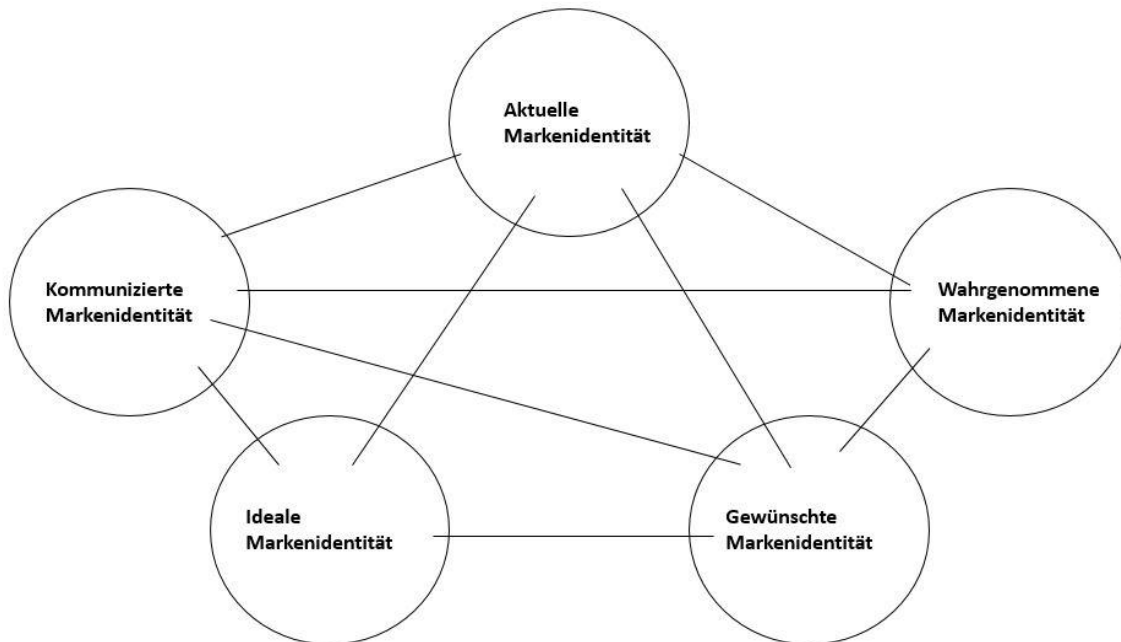 Aktuelle
Markenidentität
Kommunizierte
Markenidentität
Wahrgenommene
Markenidentität
Ideale
Markenidentität
Gewünschte
Markenidentität